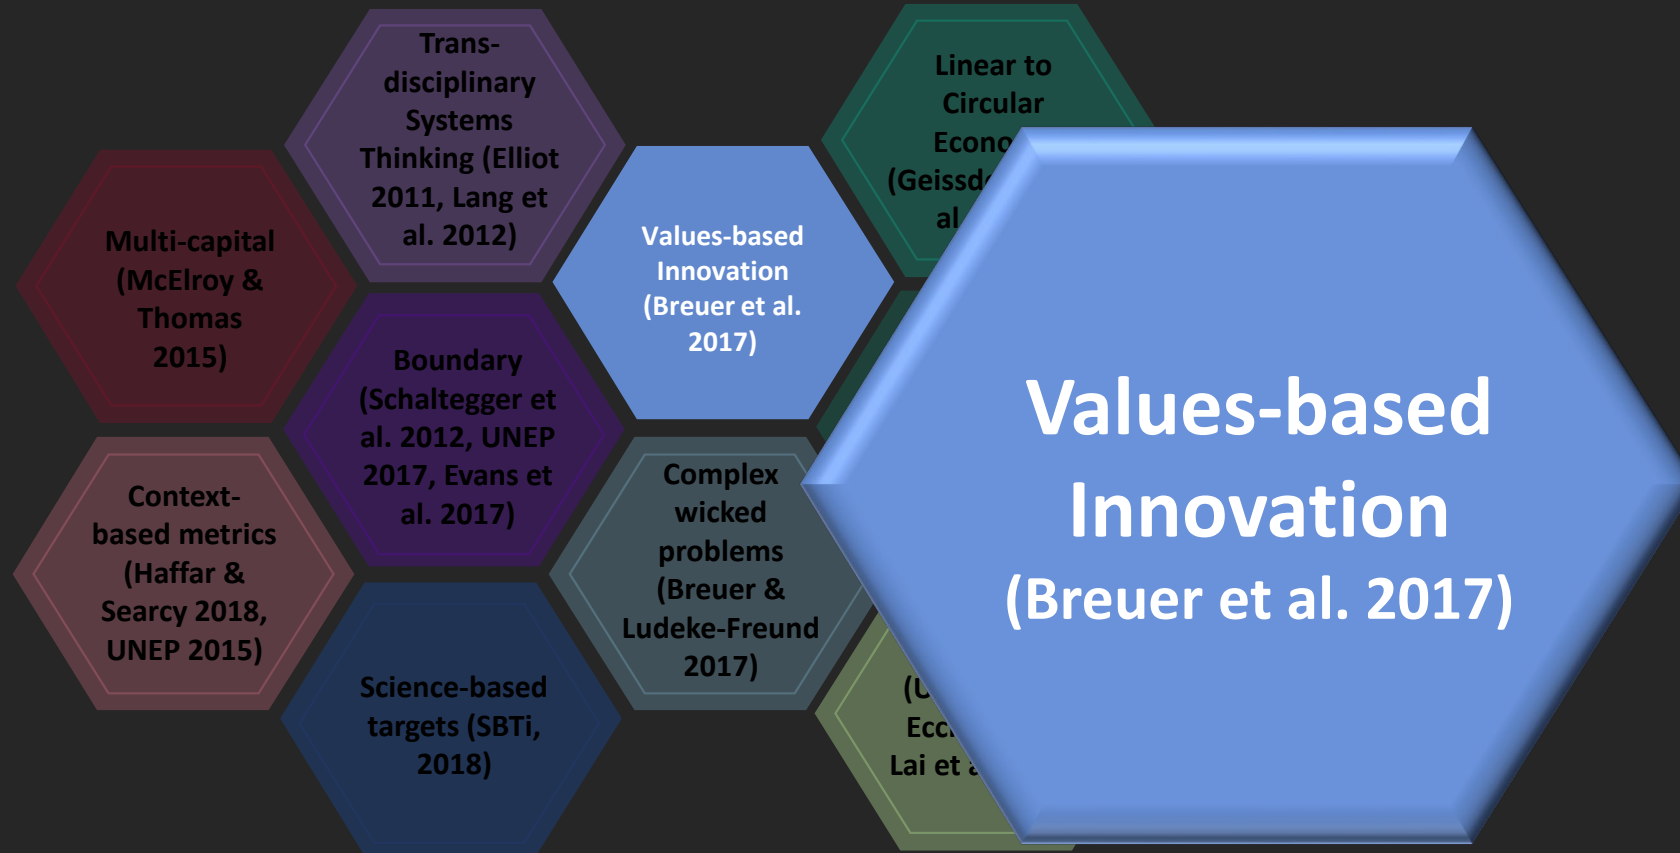 Trans-
disciplinary
Systems
Thinking (Elliot
2011, Lang et
al. 2012)
Linear to
Circular
Multi-capital
(McElroy &
Thomas
2015)
Values-based
Innovation
(Breuer et al.
2017)
Boundary
(Schaltegger et
al. 2012, UNEP
2017, Evans et
al. 2017)
Context-
based metrics
(Haffar &
Searcy 2018,
UNEP 2015)
Complex
wicked
problems
(Breuer &
Ludeke-Freund
2017)
Science-based
targets (SBTi,
2018)
Lai et
Values-based
Innovation
(Breuer et al. 2017)